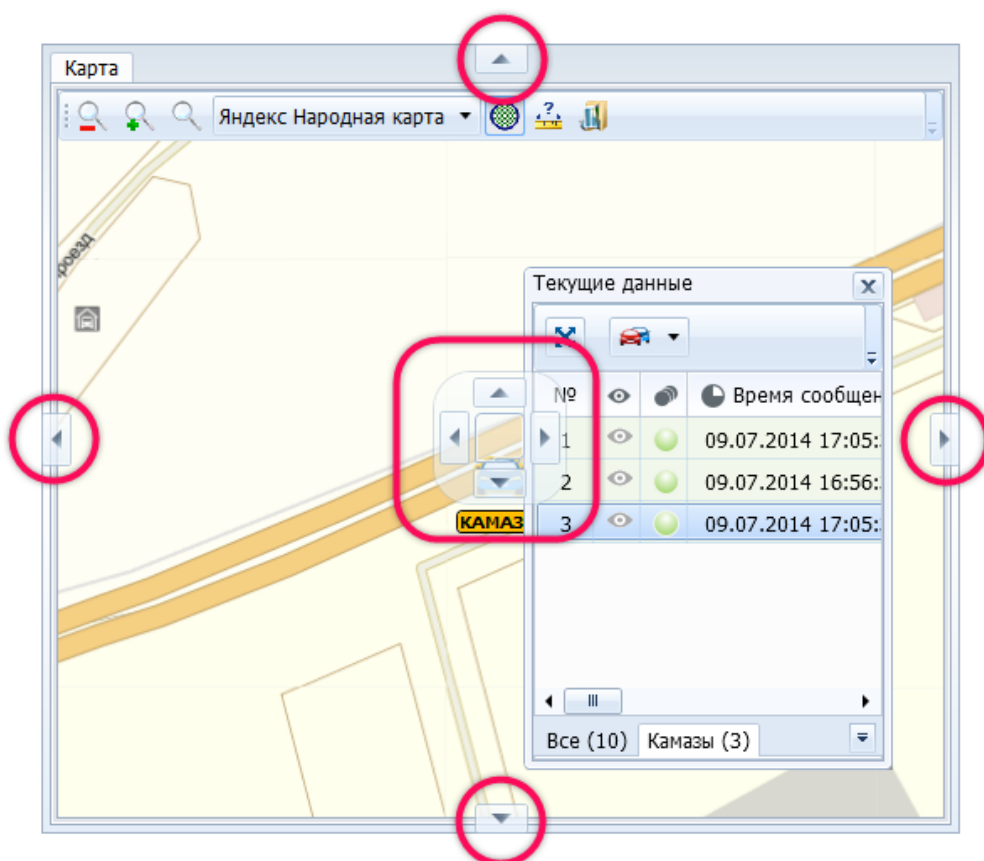 Карта
Яндекс Народная карта
Текущие данные
№ Время сообщен
1 09.07.2014 17:05:
2 09.07.2014 16:56:
3 09.07.2014 17:05:
КАМАЗ
Все (10) Камазы (3)